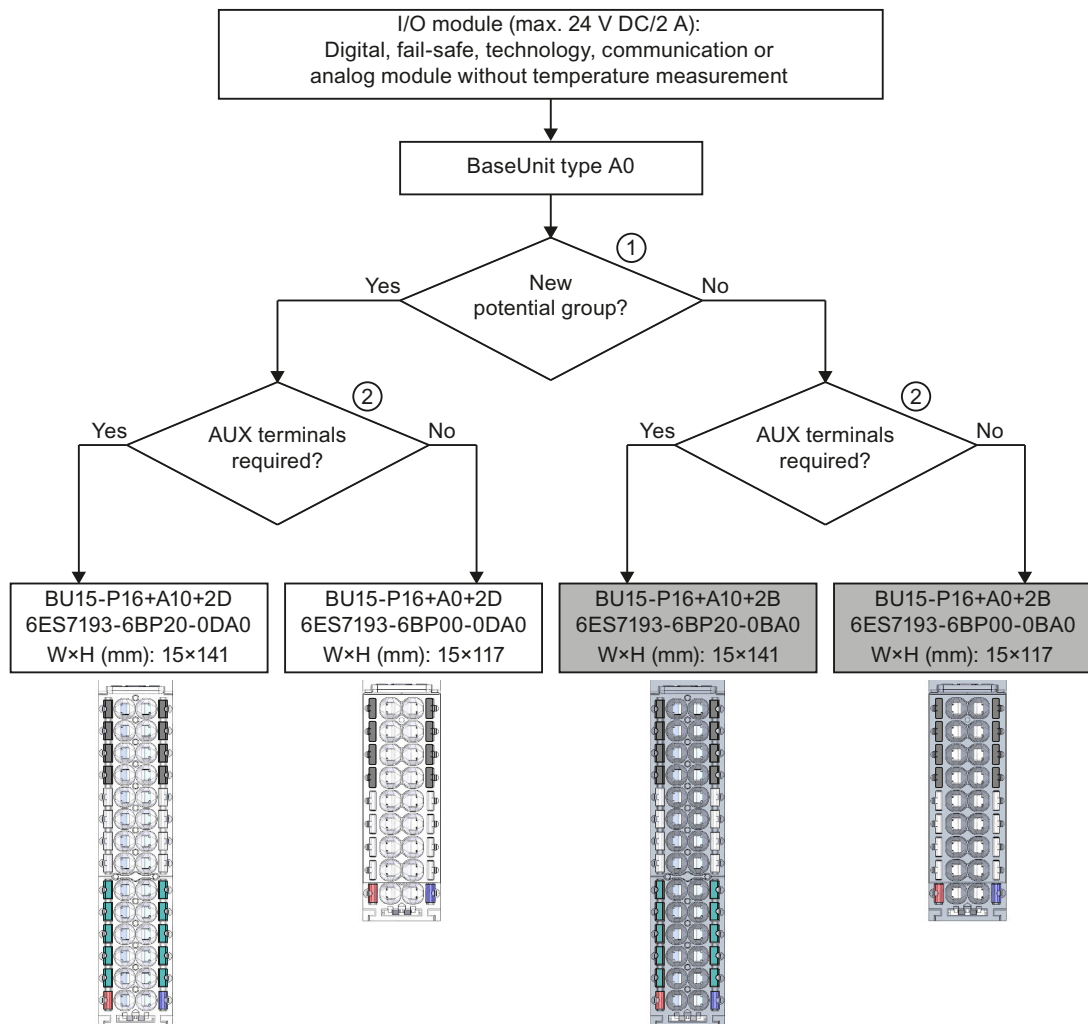 I/O module (max. 24 V DC/2 A):
Digital, fail-safe, technology, communication or
analog module without temperature measurement
BaseUnit type A0
1
Yes
New
potential group?
No
2
Yes
AUX terminals
required?
No
2
Yes
AUX terminals
required?
No
BU15-P16+A10+2D
6ES7193-6BP20-0DA0
W×H (mm): 15×141
BU15-P16+A0+2D
6ES7193-6BP00-0DA0
W×H (mm): 15×117
BU15-P16+A10+2B
6ES7193-6BP20-0BA0
W×H (mm): 15×141
BU15-P16+A0+2B
6ES7193-6BP00-0BA0
W×H (mm): 15×117